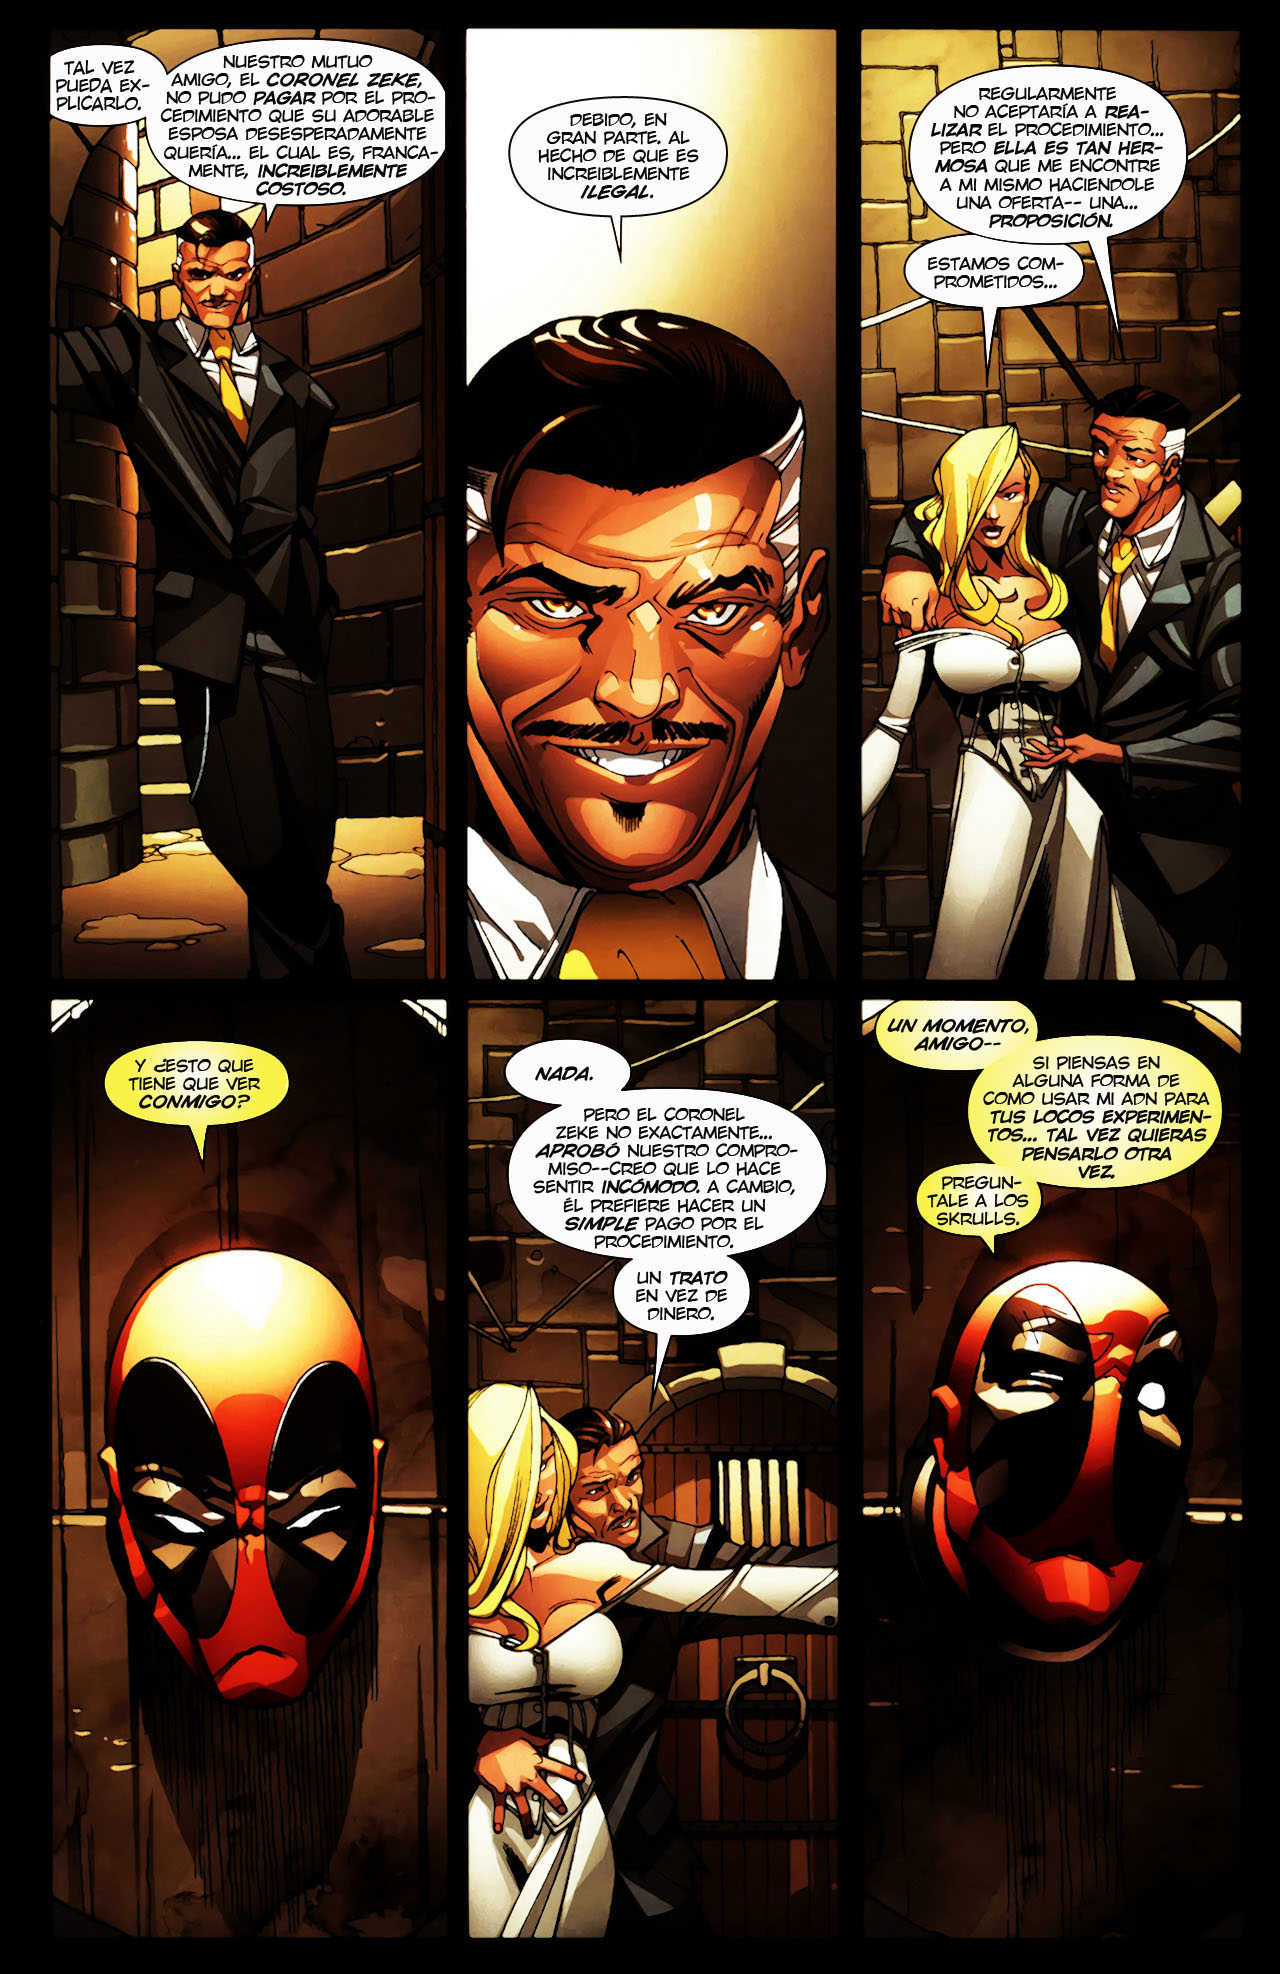 TAL VEZ
PUEDA EX-
PLICARLO.
NUESTRO MUTUO
AMIGO, EL CORONEL ZEKE,
NO PUDO PAGAR POR EL PRO-
CEDIMIENTO QUE SU ADORABLE
ESPOSA DESESPERADAMENTE
QUERÍA... EL CUAL ES, FRANCA-
MENTE, INCREIBLEMENTE
COSTOSO.
DEBIDO, EN
GRAN PARTE. AL
HECHO DE QUE ES
INCREIBLEMENTE
ILEGAL.
REGULARMENTE
NO ACEPTARÍA A REA-
LIZAR EL PROCEDIMIENTO...
PERO ELLA ES TAN HER-
MOSA QUE ME ENCONTRE
A MI MISMO HACIENDOLE
UNA OFERTA-- UNA...
PROPOSICIÓN.
ESTAMOS COM-
PROMETIDOS...
Y ¿ESTO QUE
TIENE QUE VER
CONMIGO?
NADA.
PERO EL CORONEL
ZEKE NO EXACTAMENTE...
APROBÓ NUESTRO COMPRO-
MISO--CREO QUE LO HACE
SENTIR INCÓMODO. A CAMBIO,
ÉL PREFIERE HACER UN
SIMPLE PAGO POR EL
PROCEDIMIENTO.
UN TRATO
EN VEZ DE
DINERO.
UN MOMENTO,
AMIGO--
SI PIENSAS EN
ALGUNA FORMA DE
COMO USAR MI ADN PARA
TUS LOCOS EXPERIMEN-
TOS... TAL VEZ QUIERAS
PENSARLO OTRA
VEZ.
PREGUN-
TALE A LOS
SKRULLS.